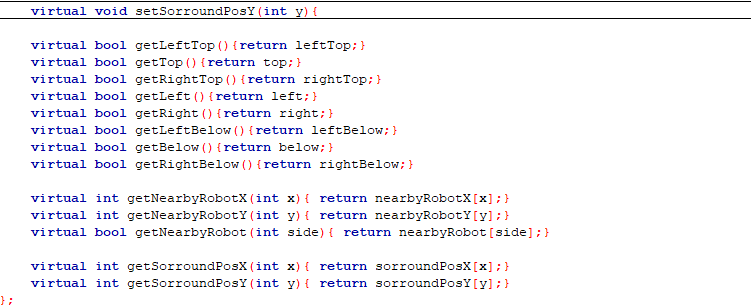 virtual void setSorroundPosY(int y){
virtual bool getLeftTop(){return leftTop;}
virtual bool getTop(){return top;}
virtual bool getRightTop(){return rightTop;}
virtual bool getLeft(){return left;}
virtual bool getRight(){return right;}
virtual bool getLeftBelow(){return leftBelow;}
virtual bool getBelow(){return below;}
virtual bool getRightBelow(){return rightBelow;}
virtual int getNearbyRobotX(int x){ return nearbyRobotX[x];}
virtual int getNearbyRobotY(int y){ return nearbyRobotY[y];}
virtual bool getNearbyRobot(int side){ return nearbyRobot[side];}
virtual int getSorroundPosX(int x){ return sorroundPosX[x];}
virtual int getSorroundPosY(int y){ return sorroundPosY[y];}
};